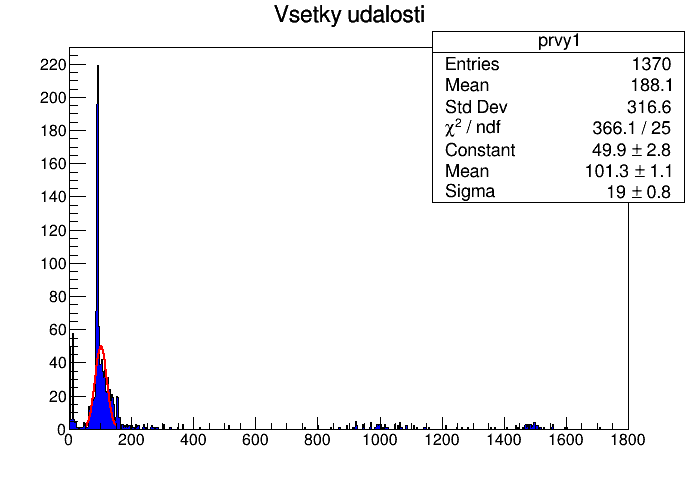 Vsetky udalosti
prvy1
Entries 1370
Mean 188.1
Std Dev 316.6
χ² / ndf 366.1 / 25
Constant 49.9 ± 2.8
Mean 101.3 ± 1.1
Sigma 19 ± 0.8
220
200
180
160
140
120
100
80
60
40
20
0
0 200 400 600 800 1000 1200 1400 1600 1800